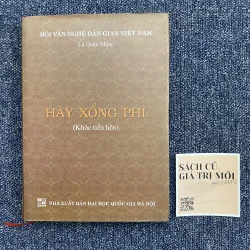 HỘI VĂN NGHỆ DÂN GIAN VIỆT NAM
HÁY XỐNG PHI
(Khóc tiễn hồn)
NHÀ XUẤT BẢN ĐẠI HỌC QUỐC GIA HÀ NỘI
SÁCH CŨ
GIÁ TRỊ MỚI